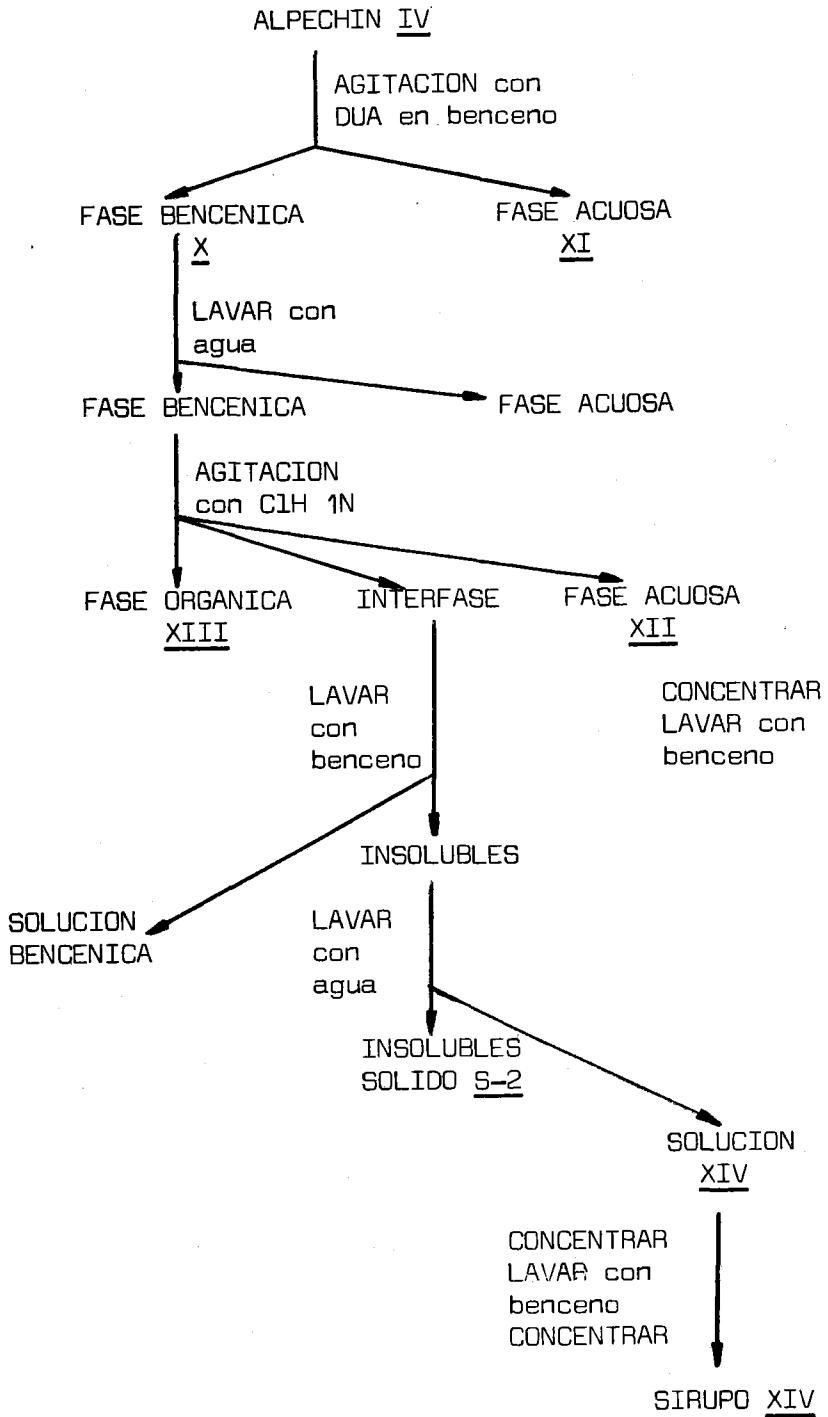 ALPECHIN IV
AGITACION con
DUA en benceno
FASE BENCENICA
X
FASE ACUOSA
XI
LAVAR con
agua
FASE BENCENICA
FASE ACUOSA
AGITACION
con ClH 1N
FASE ORGANICA
XIII
INTERFASE
FASE ACUOSA
XII
LAVAR
con
benceno
CONCENTRAR
LAVAR con
benceno
INSOLUBLES
SOLUCION
BENCENICA
LAVAR
con
agua
INSOLUBLES
SOLIDO S-2
SOLUCION
XIV
CONCENTRAR
LAVAR con
benceno
CONCENTRAR
SIRUPO XIV